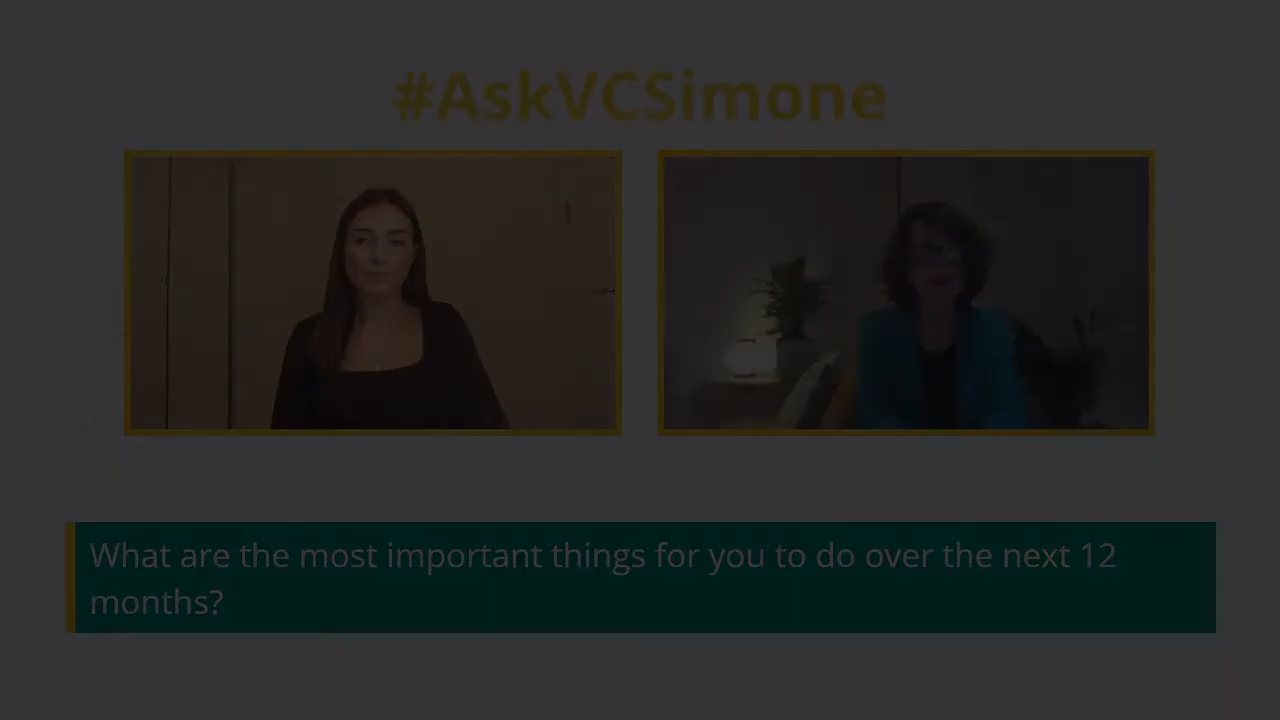 #AskVCSimone
What are the most important things for you to do over the next 12
months?